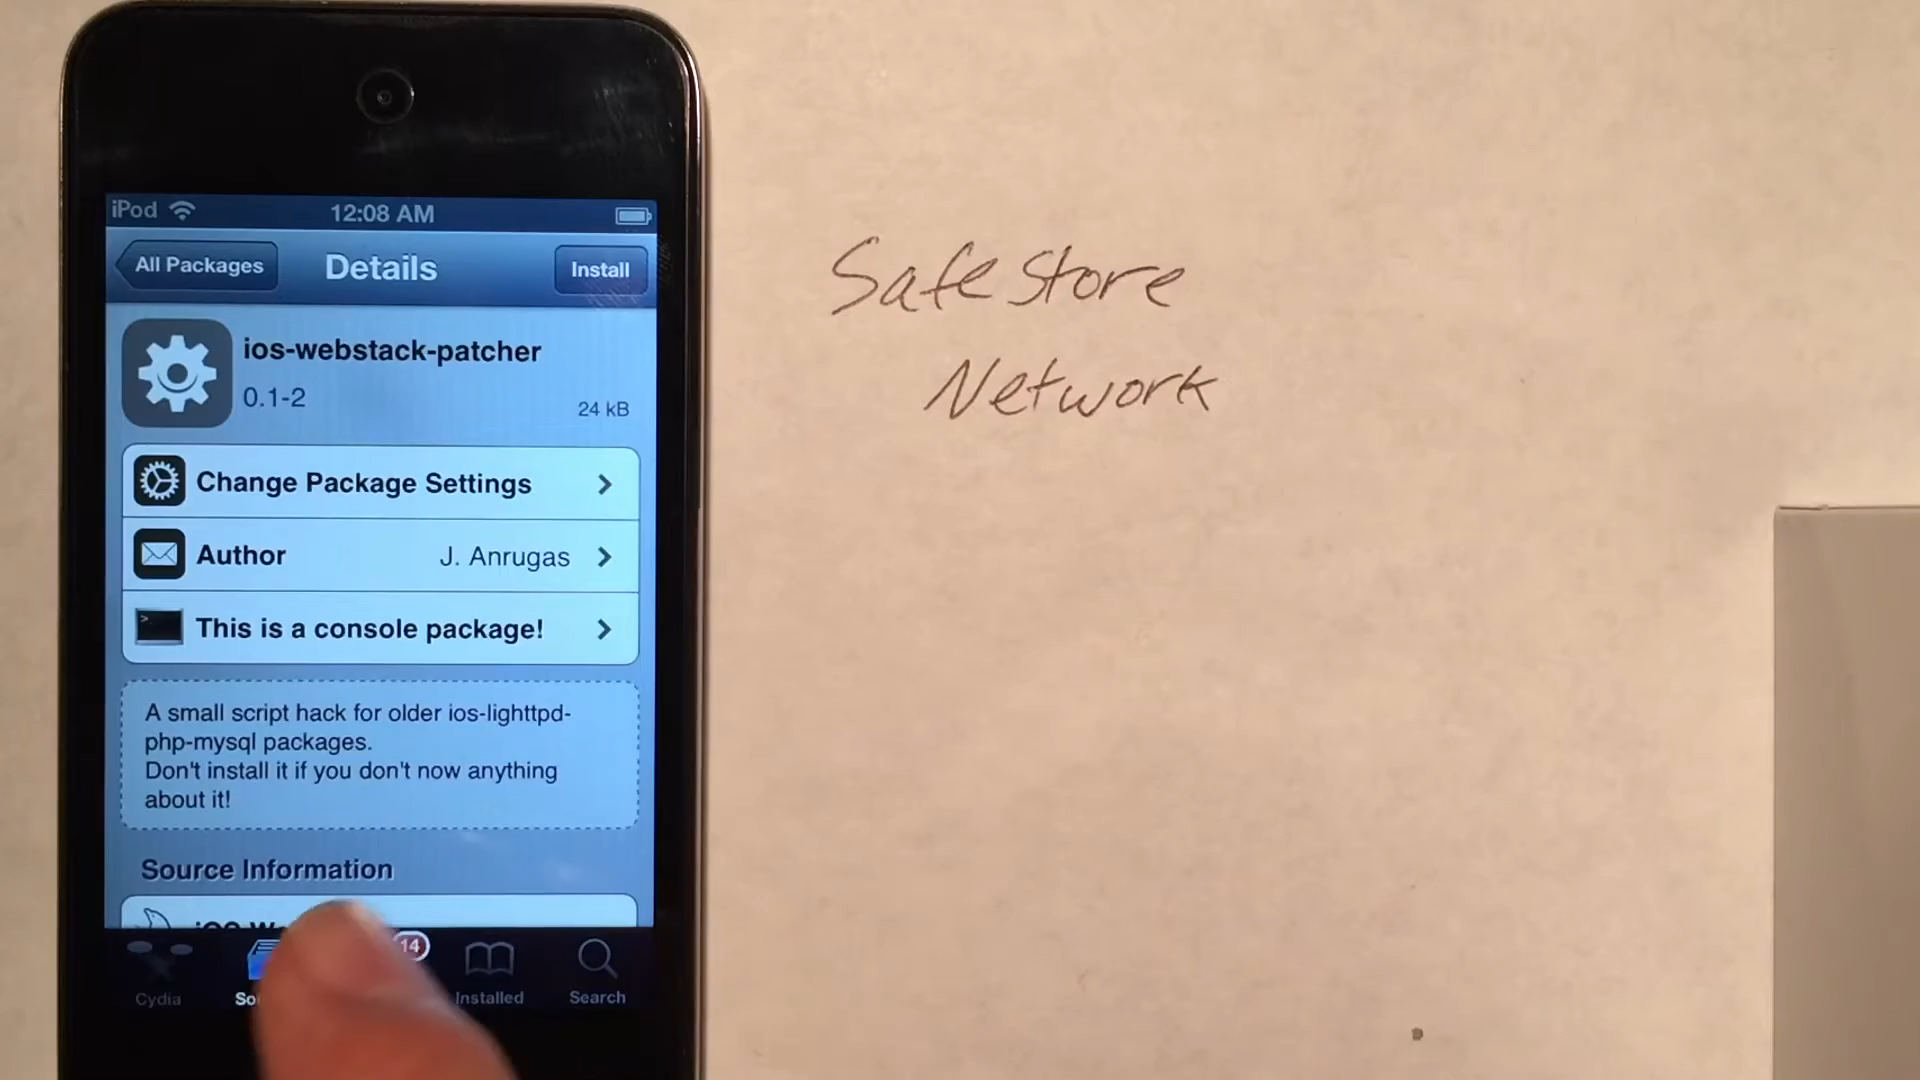 iPod 12:08 AM
All Packages Details Install
ios-webstack-patcher
0.1-2
24 kB
Change Package Settings
Author J. Anrugas
This is a console package!
A small script hack for older ios-lighttpd-
php-mysql packages.
Don't install it if you don't now anything
about it!
Source Information
14
Cydia Installed Search
Safe Store
Network